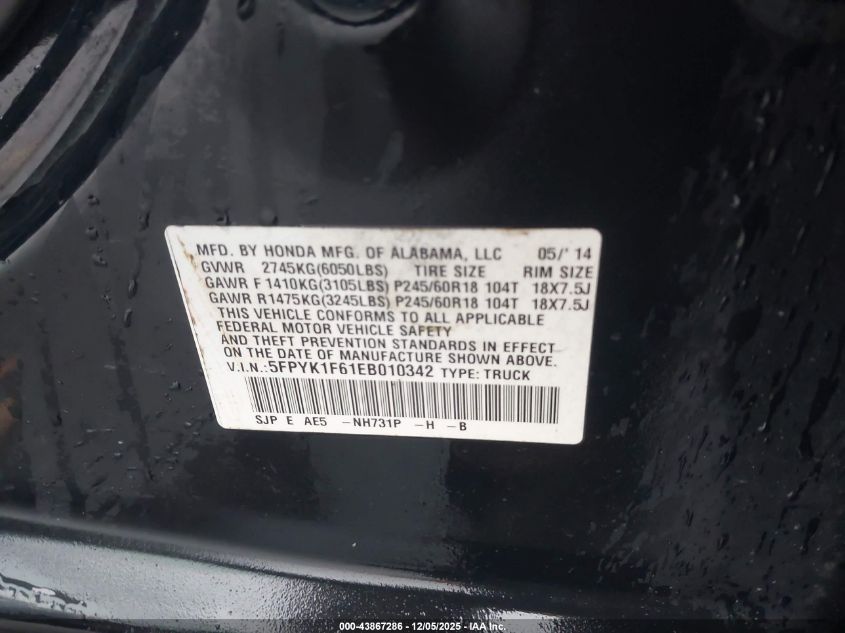 MFD. BY HONDA MFG. OF ALABAMA, LLC 05/' 14
GVWR 2745KG(6050LBS) TIRE SIZE RIM SIZE
GAWR F 1410KG(3105LBS) P245/60R18 104T 18X7.5J
GAWR R1475KG(3245LBS) P245/60R18 104T 18X7.5J
THIS VEHICLE CONFORMS TO ALL APPLICABLE
FEDERAL MOTOR VEHICLE SAFETY
AND THEFT PREVENTION STANDARDS IN EFFECT
ON THE DATE OF MANUFACTURE SHOWN ABOVE.
V.I.N.:5FPYK1F61EB010342 TYPE: TRUCK
SJP E AE5 -NH731P -H -B
000-43867286 - 12/05/2025 - IAA Inc.